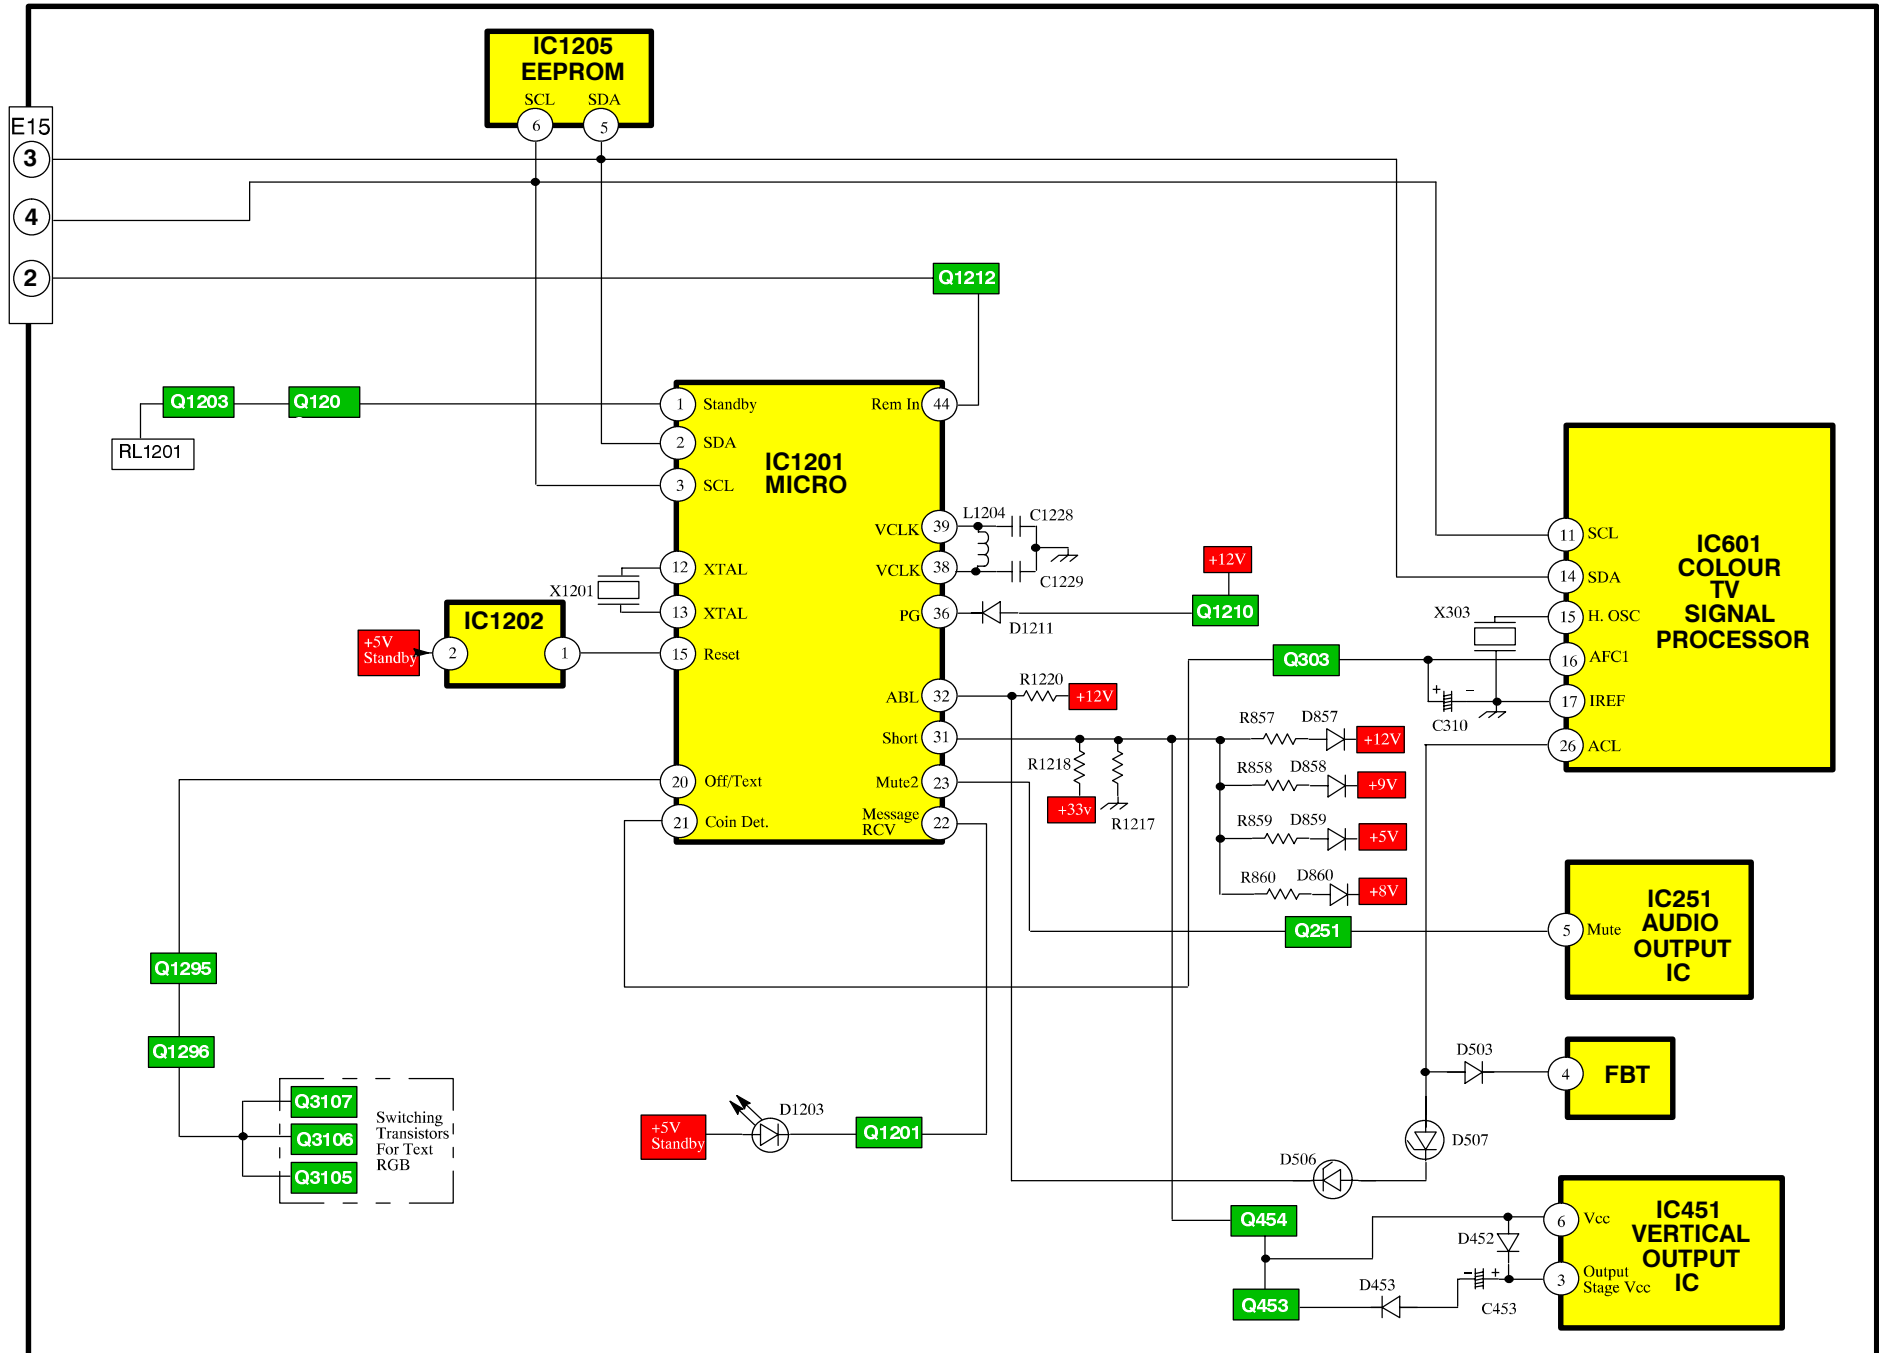 IC1205
EEPROM
SCL SDA
6 5
E15
3
4
2
Q1212
Q1203 Q120
RL1201
1 Standby
Rem In 44
2 SDA
3 SCL
IC1201
MICRO
VCLK 39
L1204 C1228
VCLK 38
C1229
12 XTAL
X1201
13 XTAL
PG 36
D1211
+12V
Q1210
IC1202
+5V
Standby
2 1
15 Reset
ABL 32
R1220
+12V
Short 31
R1218
+33v
R1217
R857 D857
+12V
R858 D858
+9V
R859 D859
+5V
R860 D860
+8V
20 Off/Text
Mute2 23
21 Coin Det.
Message
RCV 22
Q303
X303
C310
+ -
11 SCL
14 SDA
15 H. OSC
16 AFC1
17 IREF
26 ACL
IC601
COLOUR
TV
SIGNAL
PROCESSOR
Q251
5 Mute
IC251
AUDIO
OUTPUT
IC
Q1295
Q1296
Q3107
Q3106
Q3105
Switching
Transistors
For Text
RGB
+5V
Standby
D1203
Q1201
D503
4
FBT
D507
D506
Q454
Q453
D453
D452
- +
C453
6 Vcc
3 Output
Stage Vcc
IC451
VERTICAL
OUTPUT
IC